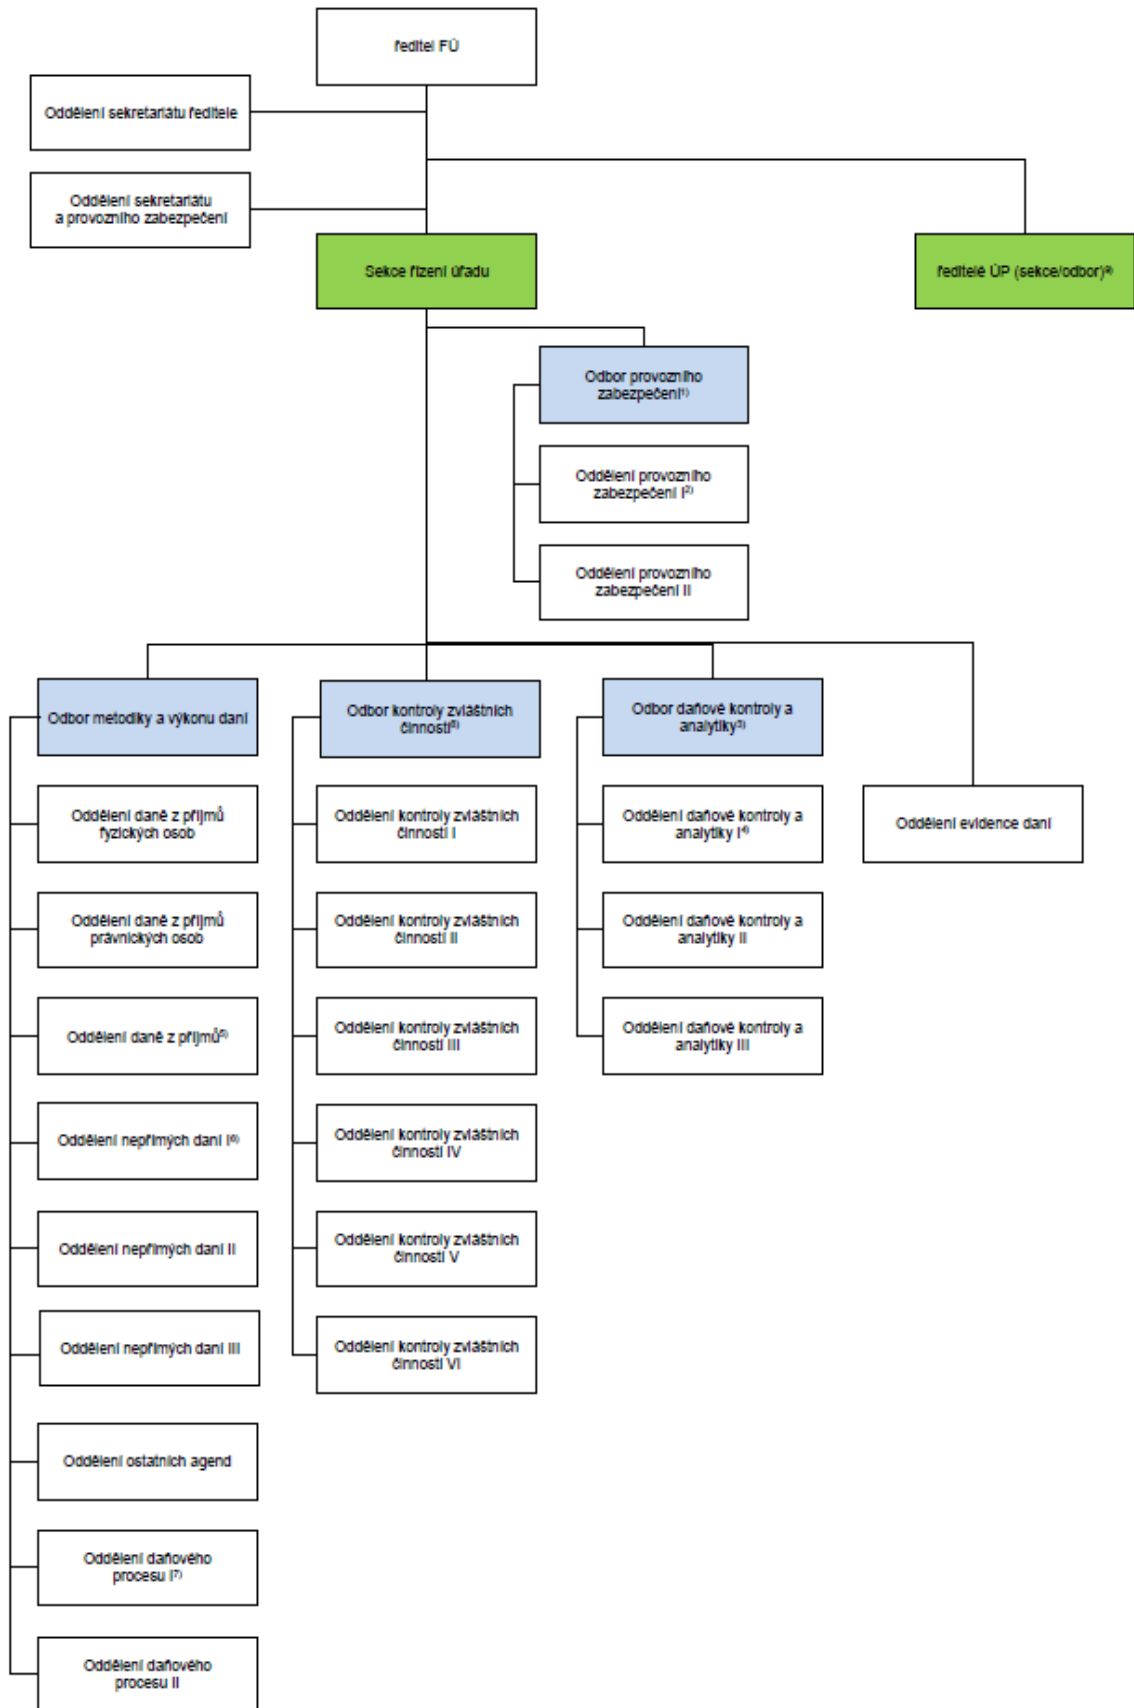 ředitel FÚ
Oddělení sekretariátu ředitele
Oddělení sekretariátu
a provozního zabezpečení
Sekce řízení úřadu
ředitelé ÚP (sekce/odbor)⁹⁾
Odbor provozního
zabezpečení¹⁾
Oddělení provozního
zabezpečení I²⁾
Oddělení provozního
zabezpečení II
Odbor metodiky a výkonu daní
Oddělení daně z příjmů
fyzických osob
Oddělení daně z příjmů
právnických osob
Oddělení daně z příjmů⁵⁾
Oddělení nepřímých daní I⁶⁾
Oddělení nepřímých daní II
Oddělení nepřímých daní III
Oddělení ostatních agend
Oddělení daňového
procesu I⁷⁾
Oddělení daňového
procesu II
Odbor kontroly zvláštních
činností⁸⁾
Oddělení kontroly zvláštních
činností I
Oddělení kontroly zvláštních
činností II
Oddělení kontroly zvláštních
činností III
Oddělení kontroly zvláštních
činností IV
Oddělení kontroly zvláštních
činností V
Oddělení kontroly zvláštních
činností VI
Odbor daňové kontroly a
analytiky³⁾
Oddělení daňové kontroly a
analytiky I⁴⁾
Oddělení daňové kontroly a
analytiky II
Oddělení daňové kontroly a
analytiky III
Oddělení evidence daní